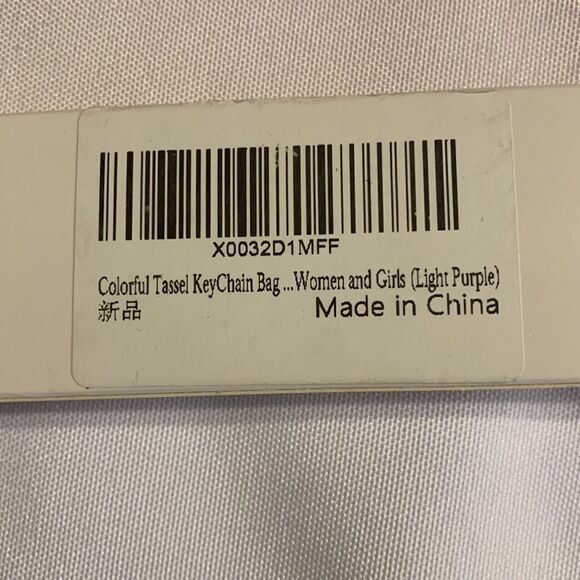 X0032D1MFF
Colorful Tassel KeyChain Bag ...Women and Girls (Light Purple)
新品
Made in China